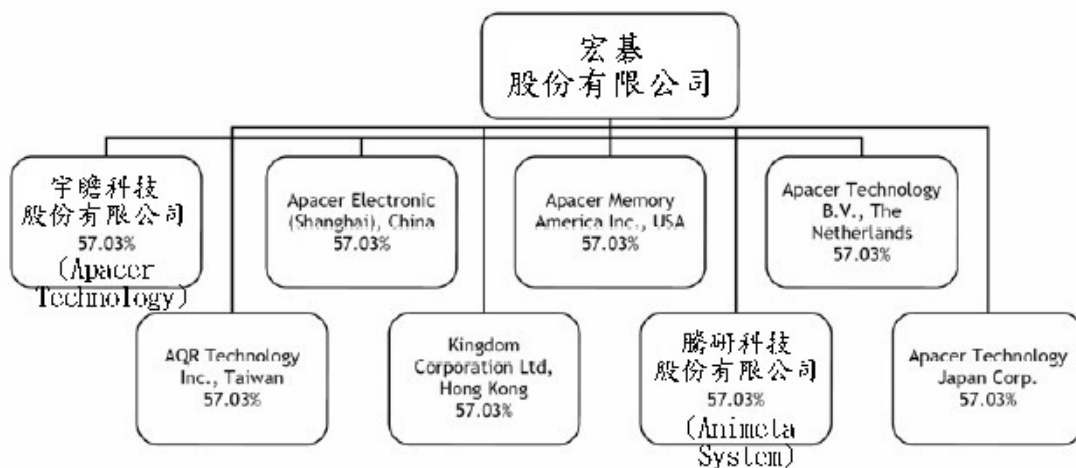 宏碁
股份有限公司
宇瞻科技
股份有限公司
57.03%
(Apacer
Technology)
Apacer Electronic
(Shanghai), China
57.03%
Apacer Memory
America Inc., USA
57.03%
Apacer Technology
B.V., The
Netherlands
57.03%
AQR Technology
Inc., Taiwan
57.03%
Kingdom
Corporation Ltd,
Hong Kong
57.03%
騰研科技
股份有限公司
57.03%
(Animeta
System)
Apacer Technology
Japan Corp.
57.03%